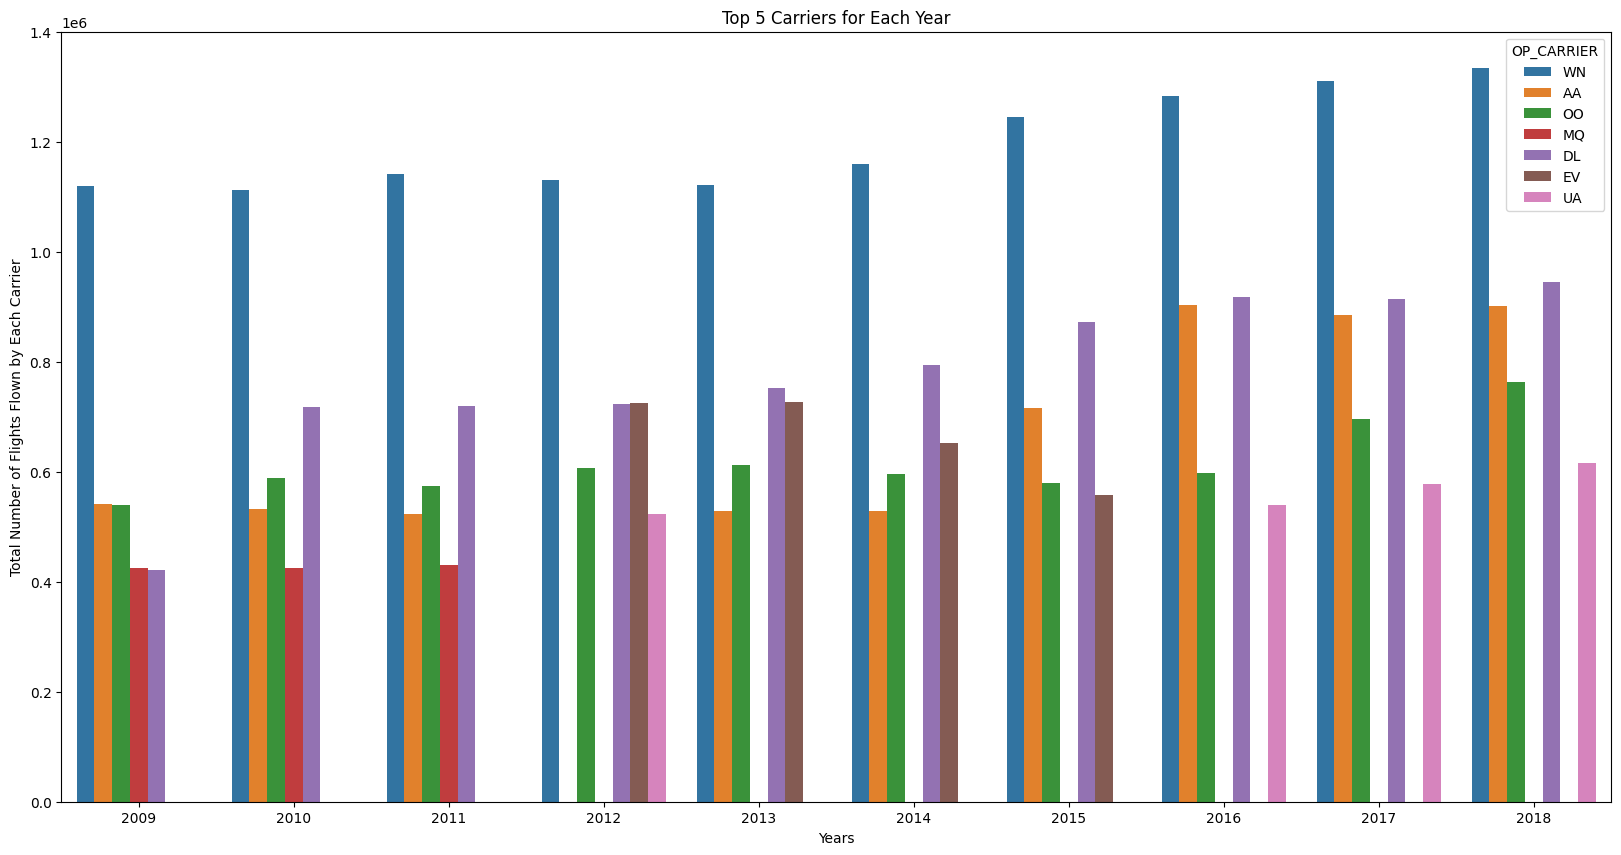 Top 5 Carriers for Each Year
1e6
1.4
1.2
1.0
0.8
0.6
0.4
0.2
0.0
Total Number of Flights Flown by Each Carrier
OP_CARRIER
WN
AA
OO
MQ
DL
EV
UA
2009 2010 2011 2012 2013 2014 2015 2016 2017 2018
Years